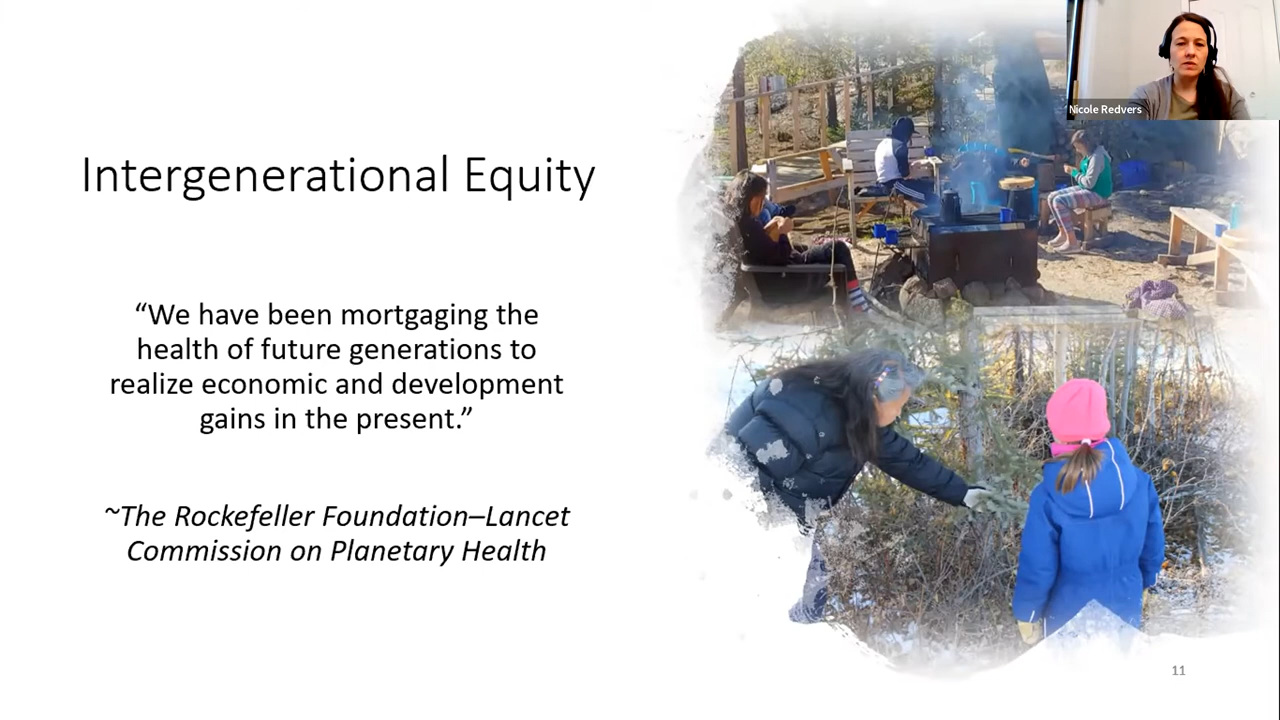 Nicole Redvers
Intergenerational Equity
“We have been mortgaging the
health of future generations to
realize economic and development
gains in the present.”
~The Rockefeller Foundation–Lancet
Commission on Planetary Health
11